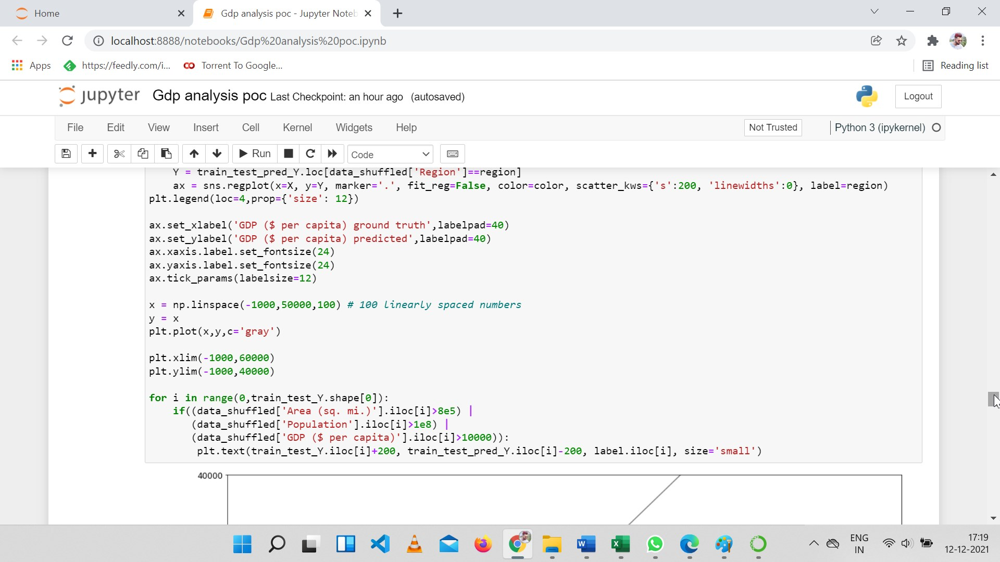 Home
Gdp analysis poc - Jupyter Noteb
localhost:8888/notebooks/Gdp%20analysis%20poc.ipynb
Apps
https://feedly.com/i...
Torrent To Google...
Reading list
jupyter
Gdp analysis poc Last Checkpoint: an hour ago (autosaved)
Logout
File Edit View Insert Cell Kernel Widgets Help
Not Trusted
Python 3 (ipykernel)
Run
Code
Y = train_test_pred_Y.loc[data_shuffled['Region']==region]
ax = sns.regplot(x=X, y=Y, marker='.', fit_reg=False, color=color, scatter_kws={'s':200, 'linewidths':0}, label=region)
plt.legend(loc=4,prop={'size': 12})
ax.set_xlabel('GDP ($ per capita) ground truth',labelpad=40)
ax.set_ylabel('GDP ($ per capita) predicted',labelpad=40)
ax.xaxis.label.set_fontsize(24)
ax.yaxis.label.set_fontsize(24)
ax.tick_params(labelsize=12)
x = np.linspace(-1000,50000,100) # 100 linearly spaced numbers
y = x
plt.plot(x,y,c='gray')
plt.xlim(-1000,60000)
plt.ylim(-1000,40000)
for i in range(0,train_test_Y.shape[0]):
if((data_shuffled['Area (sq. mi.)'].iloc[i]>8e5) |
(data_shuffled['Population'].iloc[i]>1e8) |
(data_shuffled['GDP ($ per capita)'].iloc[i]>10000)):
plt.text(train_test_Y.iloc[i]+200, train_test_pred_Y.iloc[i]-200, label.iloc[i], size='small')
40000
ENG
IN
17:19
12-12-2021